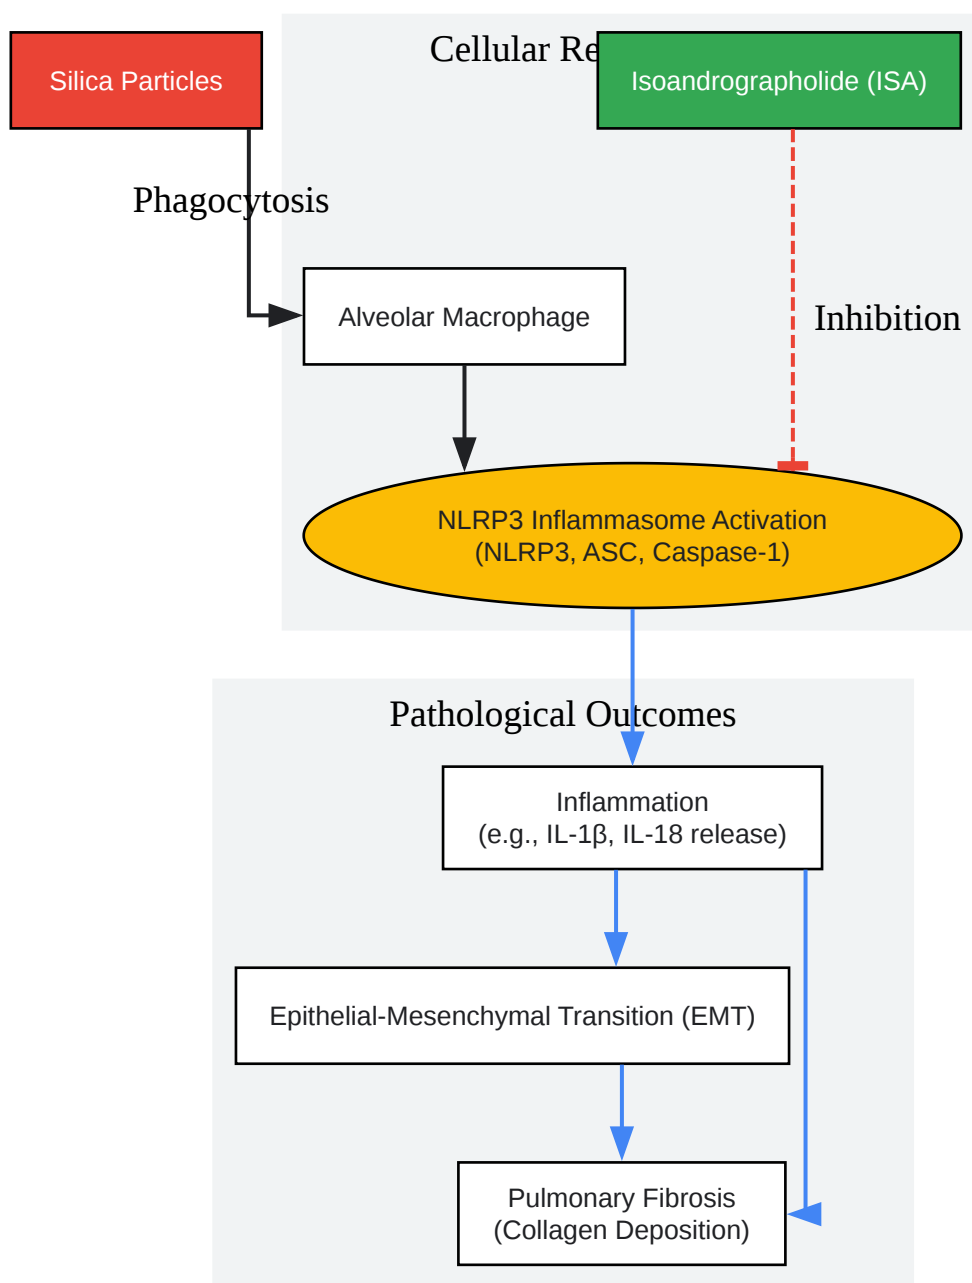 Cellular Re
Silica Particles
Isoandrographolide (ISA)
Phagocytosis
Alveolar Macrophage
Inhibition
NLRP3 Inflammasome Activation
(NLRP3, ASC, Caspase-1)
Pathological Outcomes
Inflammation
(e.g., IL-1β, IL-18 release)
Epithelial-Mesenchymal Transition (EMT)
Pulmonary Fibrosis
(Collagen Deposition)